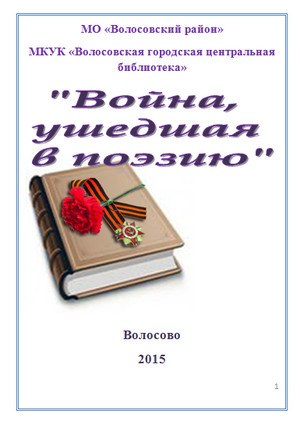 МО «Волосовский район»
МКУК «Волосовская городская центральная
библиотека»
"Война,
ушедшая
в поэзию"
Волосово
2015
1